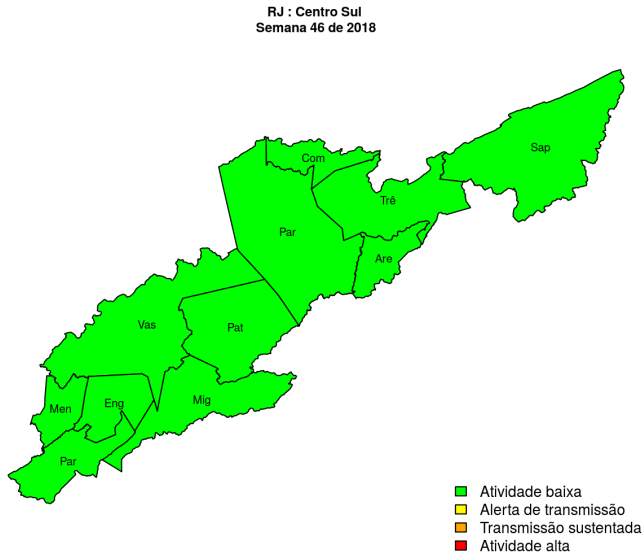 RJ : Centro Sul
Semana 46 de 2018
Sap
Com
Trê
Par
Are
Vas
Pat
Mig
Men
Eng
Par
Atividade baixa
Alerta de transmissão
Transmissão sustentada
Atividade alta